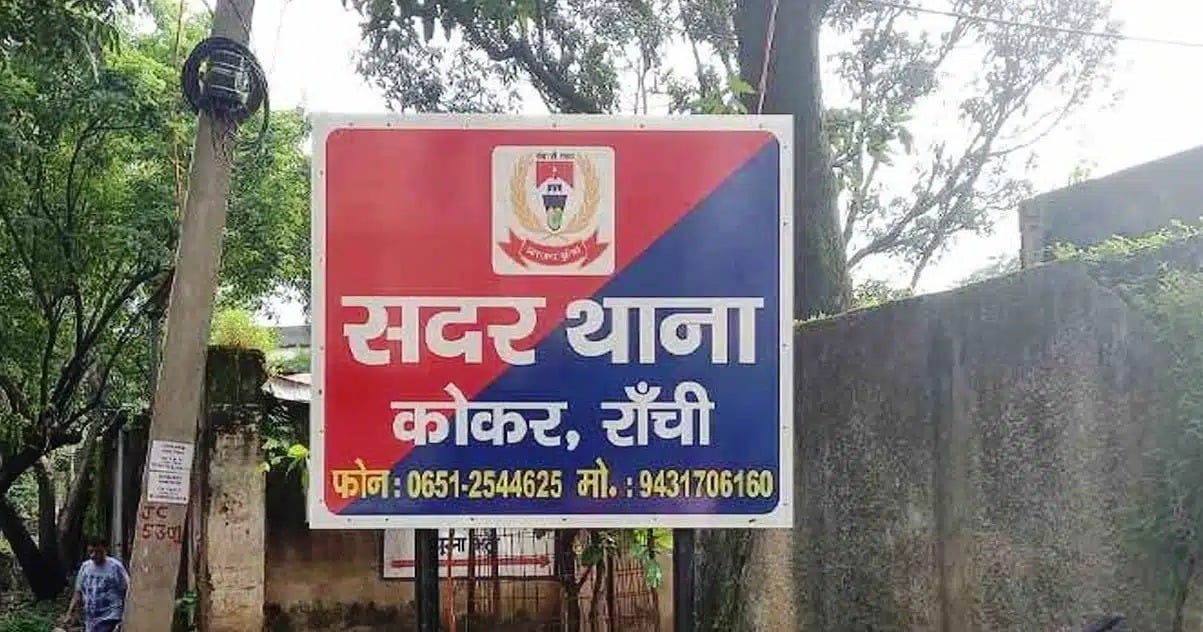 सदर थाना
कोकर, राँची
फोन : 0651-2544625 मो. : 9431706160